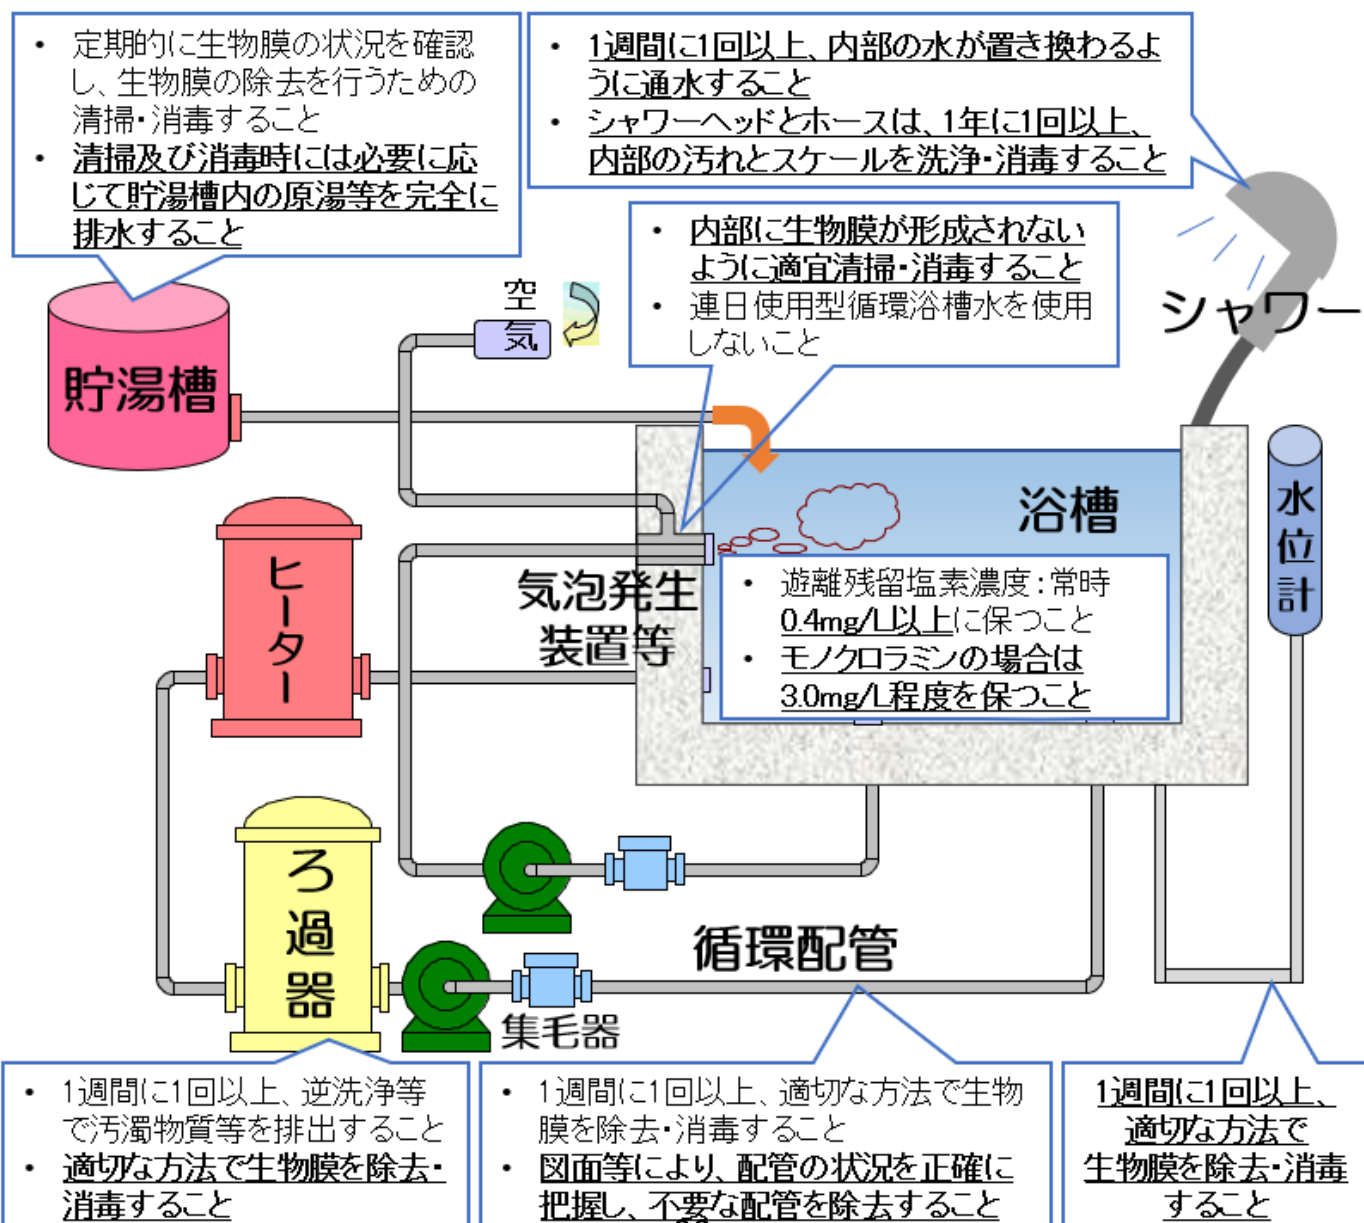 • 定期的に生物膜の状況を確認
し、生物膜の除去を行うための
清掃・消毒すること
• 清掃及び消毒時には必要に応
じて貯湯槽内の原湯等を完全に
排水すること
• 1週間に1回以上、内部の水が置き換わるよ
うに通水すること
• シャワーヘッドとホースは、1年に1回以上、
内部の汚れとスケールを洗浄・消毒すること
• 内部に生物膜が形成されない
ように適宜清掃・消毒すること
• 連日使用型循環浴槽水を使用
しないこと
空
気
シャワー
貯湯槽
浴槽
水
位
計
ヒーター
気泡発生
装置等
• 遊離残留塩素濃度：常時
0.4mg/L以上に保つこと
• モノクロラミンの場合は
3.0mg/L程度を保つこと
ろ
過
器
循環配管
集毛器
• 1週間に1回以上、逆洗浄等
で汚濁物質等を排出すること
• 適切な方法で生物膜を除去・
消毒すること
• 1週間に1回以上、適切な方法で生物
膜を除去・消毒すること
• 図面等により、配管の状況を正確に
把握し、不要な配管を除去すること
1週間に1回以上、
適切な方法で
生物膜を除去・消毒
すること